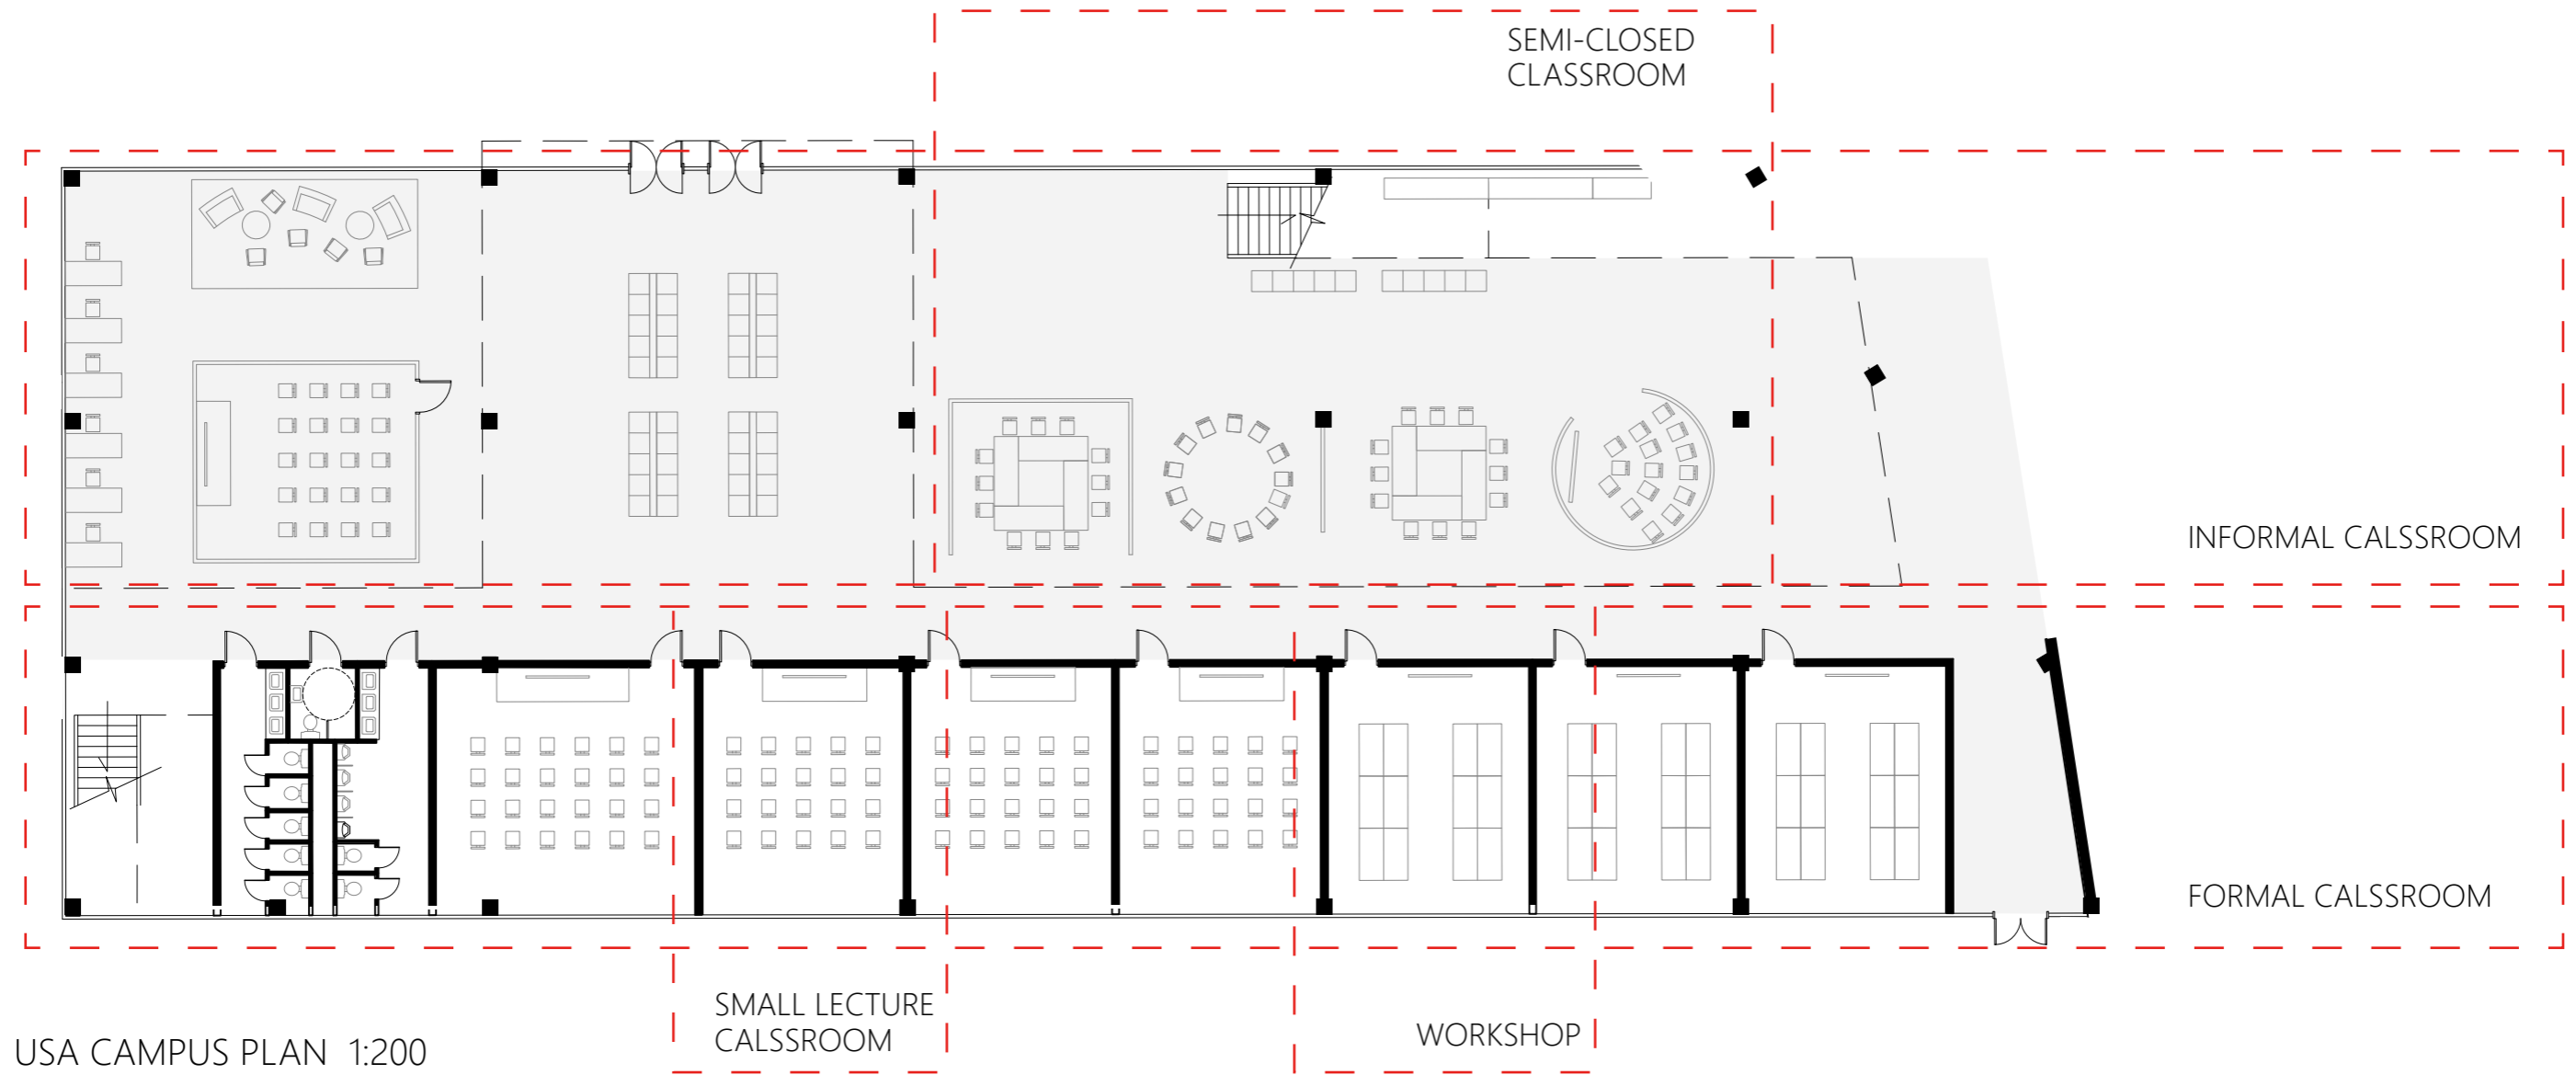 SEMI-CLOSED
CLASSROOM
INFORMAL CALSSROOM
FORMAL CALSSROOM
SMALL LECTURE
CALSSROOM
WORKSHOP
USA CAMPUS PLAN 1:200